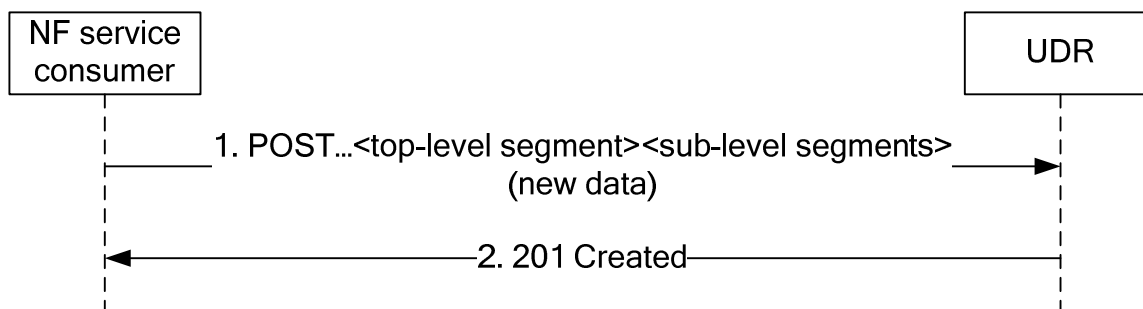 NF service
consumer
UDR
1. POST...<top-level segment><sub-level segments>
(new data)
2. 201 Created